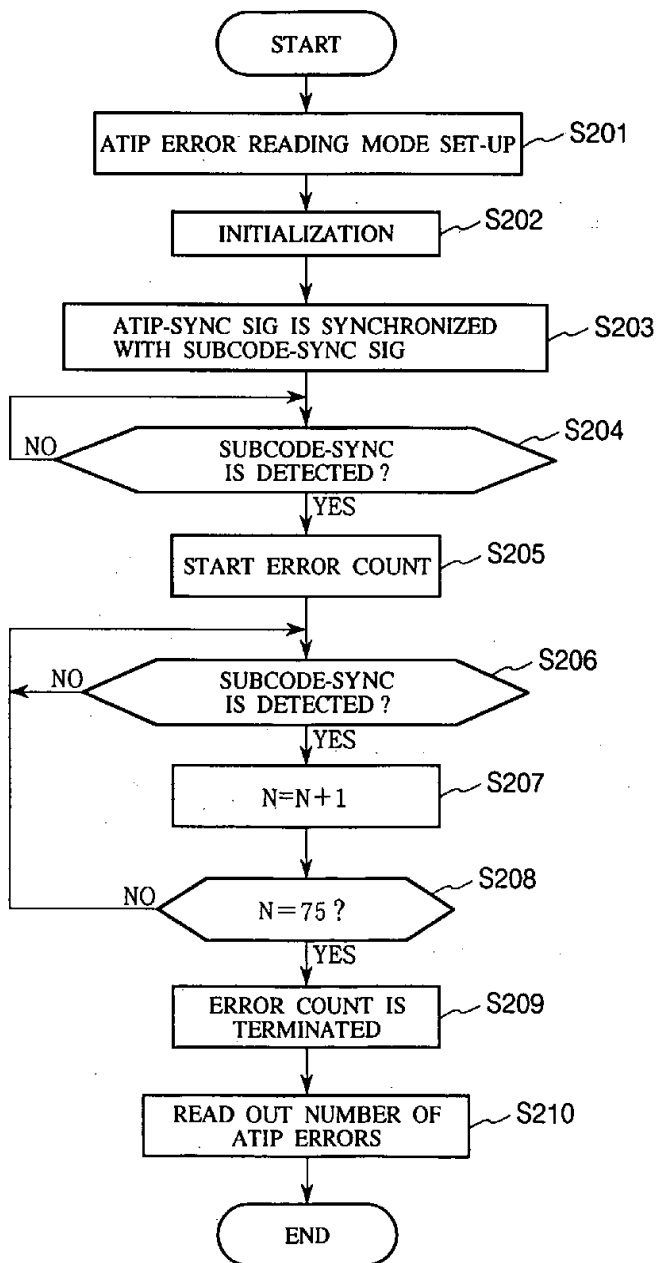 START
ATIP ERROR READING MODE SET-UP
S201
INITIALIZATION
S202
ATIP-SYNC SIG IS SYNCHRONIZED
WITH SUBCODE-SYNC SIG
S203
SUBCODE-SYNC
IS DETECTED?
S204
NO
YES
START ERROR COUNT
S205
SUBCODE-SYNC
IS DETECTED?
S206
NO
YES
N=N+1
S207
N=75?
S208
NO
YES
ERROR COUNT IS
TERMINATED
S209
READ OUT NUMBER OF
ATIP ERRORS
S210
END